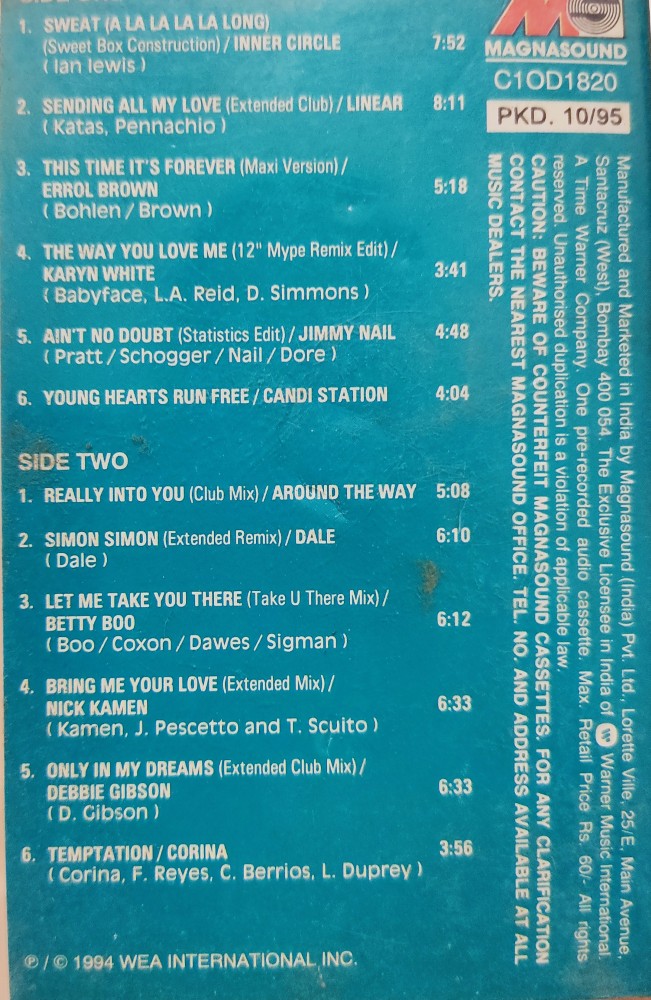 1. SWEAT (A LA LA LA LA LONG)
(Sweet Box Construction) / INNER CIRCLE 7:52
( Ian lewis )
2. SENDING ALL MY LOVE (Extended Club) / LINEAR 8:11
( Katas, Pennachio )
3. THIS TIME IT'S FOREVER (Maxi Version) /
ERROL BROWN 5:18
( Bohlen / Brown )
4. THE WAY YOU LOVE ME (12" Mype Remix Edit) /
KARYN WHITE 3:41
( Babyface, L.A. Reid, D. Simmons )
5. AIN'T NO DOUBT (Statistics Edit) / JIMMY NAIL 4:48
( Pratt / Schogger / Nail / Dore )
6. YOUNG HEARTS RUN FREE / CANDI STATION 4:04
SIDE TWO
1. REALLY INTO YOU (Club Mix) / AROUND THE WAY 5:08
2. SIMON SIMON (Extended Remix) / DALE 6:10
( Dale )
3. LET ME TAKE YOU THERE (Take U There Mix) /
BETTY BOO 6:12
( Boo / Coxon / Dawes / Sigman )
4. BRING ME YOUR LOVE (Extended Mix) /
NICK KAMEN 6:33
( Kamen, J. Pescetto and T. Scuito )
5. ONLY IN MY DREAMS (Extended Club Mix) /
DEBBIE GIBSON 6:33
( D. Gibson )
6. TEMPTATION / CORINA 3:56
( Corina, F. Reyes, C. Berrios, L. Duprey )
℗ / © 1994 WEA INTERNATIONAL INC.
MAGNASOUND
C1OD1820
PKD. 10/95
Manufactured and Marketed in India by Magnasound (India) Pvt. Ltd., Lorette Ville, 25/E, Main Avenue,
Santacruz (West), Bombay 400 054. The Exclusive Licensee in India of Warner Music International.
A Time Warner Company. One pre-recorded audio cassette. Max. Retail Price Rs. 60/- All rights
reserved. Unauthorised duplication is a violation of applicable law.
CAUTION: BEWARE OF COUNTERFEIT MAGNASOUND CASSETTES. FOR ANY CLARIFICATION
CONTACT THE NEAREST MAGNASOUND OFFICE. TEL. NO. AND ADDRESS AVAILABLE AT ALL
MUSIC DEALERS.